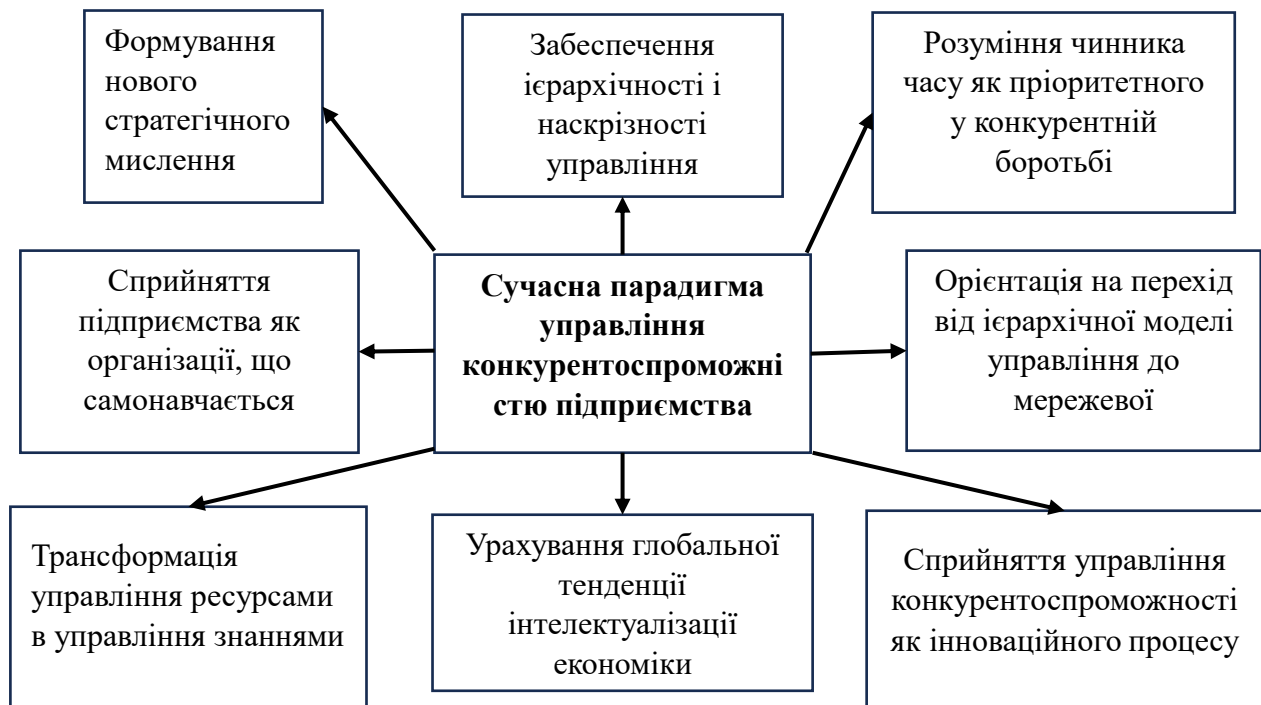 Формування
нового
стратегічного
мислення
Забеспечення
ієрархічності і
наскрізності
управління
Розуміння чинника
часу як пріоритетного
у конкурентній
боротьбі
Сприйняття
підприємства як
організації, що
самонавчається
Сучасна парадигма
управління
конкурентоспроможні
стю підприємства
Орієнтація на перехід
від ієрархічної моделі
управління до
мережевої
Трансформація
управління ресурсами
в управління знаннями
Урахування глобальної
тенденції
інтелектуалізації
економіки
Сприйняття управління
конкурентоспроможності
як інноваційного процесу